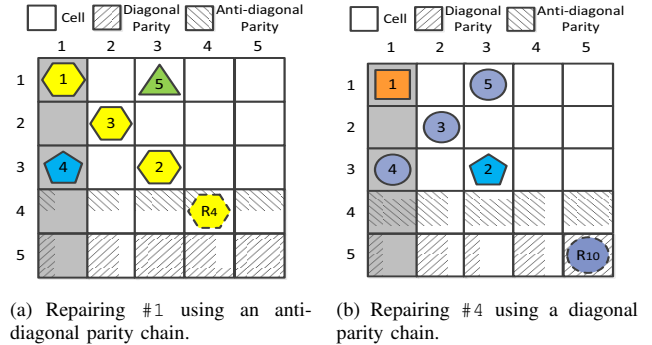 Cell Diagonal Parity Anti-diagonal Parity
1 2 3 4 5
1 1 5
2 3
3 4 2
4 R4
5
(a) Repairing #1 using an anti-
diagonal parity chain.
Cell Diagonal Parity Anti-diagonal Parity
1 2 3 4 5
1 1 5
2 3
3 4 2
4
5 R10
(b) Repairing #4 using a diagonal
parity chain.